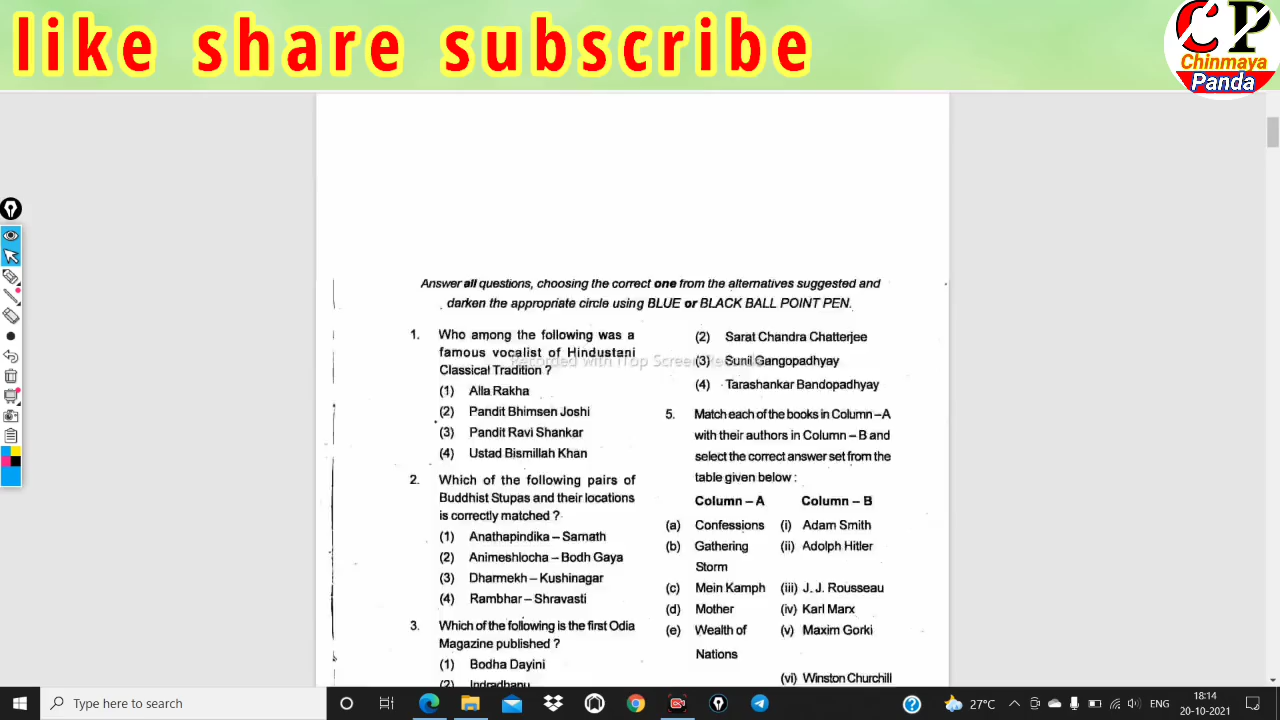 like share subscribe
CP
Chinmaya
Panda
Answer all questions, choosing the correct one from the alternatives suggested and
darken the appropriate circle using BLUE or BLACK BALL POINT PEN.
1. Who among the following was a
famous vocalist of Hindustani
Classical Tradition ?
(1) Alla Rakha
(2) Pandit Bhimsen Joshi
(3) Pandit Ravi Shankar
(4) Ustad Bismillah Khan
2. Which of the following pairs of
Buddhist Stupas and their locations
is correctly matched ?
(1) Anathapindika – Sarnath
(2) Animeshlocha – Bodh Gaya
(3) Dharmekh – Kushinagar
(4) Rambhar – Shravasti
3. Which of the following is the first Odia
Magazine published ?
(1) Bodha Dayini
(2) Indradhanu
(2) Sarat Chandra Chatterjee
(3) Sunil Gangopadhyay
(4) Tarashankar Bandopadhyay
5. Match each of the books in Column –A
with their authors in Column – B and
select the correct answer set from the
table given below :
Column – A Column – B
(a) Confessions (i) Adam Smith
(b) Gathering (ii) Adolph Hitler
Storm
(c) Mein Kamph (iii) J. J. Rousseau
(d) Mother (iv) Karl Marx
(e) Wealth of (v) Maxim Gorki
Nations
(vi) Winston Churchill
Recorded with iTop Screen
Type here to search
27°C
ENG
18:14
20-10-2021